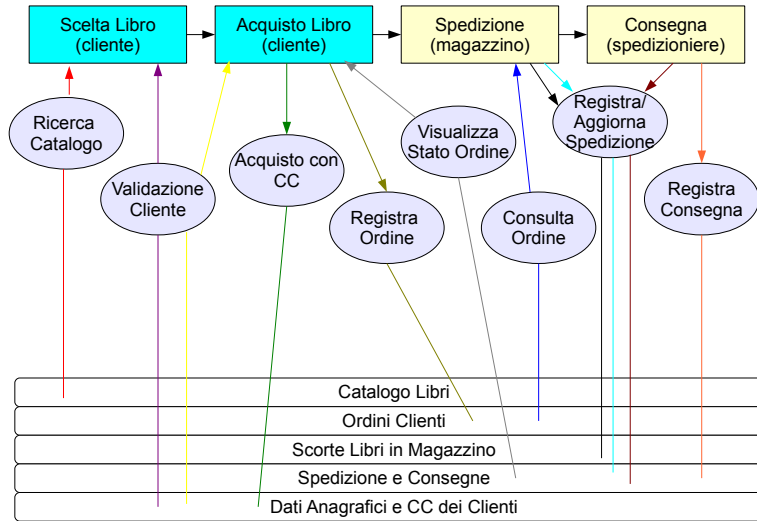 Scelta Libro
(cliente)
Acquisto Libro
(cliente)
Spedizione
(magazzino)
Consegna
(spedizioniere)
Ricerca
Catalogo
Validazione
Cliente
Acquisto con
CC
Registra
Ordine
Visualizza
Stato Ordine
Consulta
Ordine
Registra/
Aggiorna
Spedizione
Registra
Consegna
Catalogo Libri
Ordini Clienti
Scorte Libri in Magazzino
Spedizione e Consegne
Dati Anagrafici e CC dei Clienti